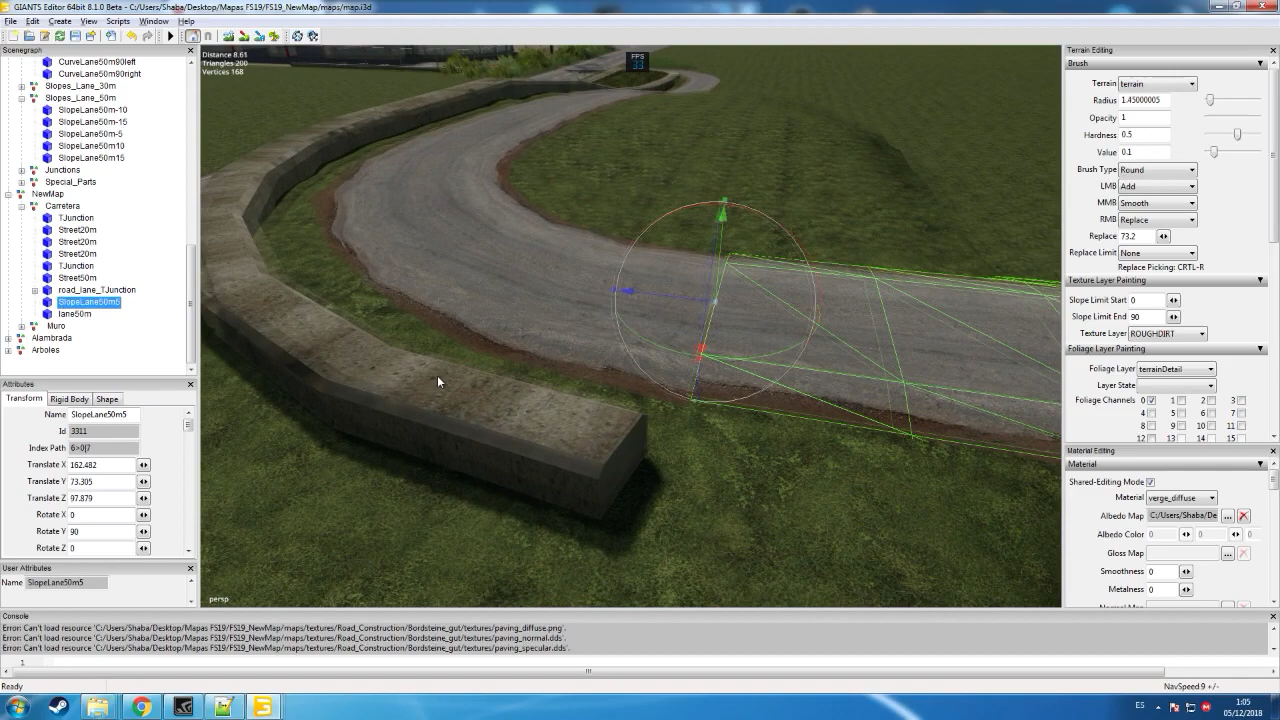 GIANTS Editor 64bit 8.1.0 Beta - C:/Users/Shaba/Desktop/Mapas FS19/FS19_NewMap/maps/map.i3d
File Edit Create View Scripts Window Help
Scenegraph
CurveLane50m90left
CurveLane50m90right
Slopes_Lane_30m
Slopes_Lane_50m
SlopeLane50m-10
SlopeLane50m-15
SlopeLane50m-5
SlopeLane50m10
SlopeLane50m15
Junctions
Special_Parts
NewMap
Carretera
TJunction
Street20m
Street20m
Street20m
TJunction
Street50m
road_lane_TJunction
SlopeLane50m5
lane50m
Muro
Alambrada
Arboles
Attributes
Transform Rigid Body Shape
Name SlopeLane50m5
Id 3311
Index Path 6>0|7
Translate X 162.482
Translate Y 73.305
Translate Z 97.879
Rotate X 0
Rotate Y 90
Rotate Z 0
User Attributes
Name SlopeLane50m5
Distance 8.61
Triangles 200
Vertices 168
FPS
33
persp
Terrain Editing
Brush
Terrain terrain
Radius 1.45000005
Opacity 1
Hardness 0.5
Value 0.1
Brush Type Round
LMB Add
MMB Smooth
RMB Replace
Replace 73.2
Replace Limit None
Replace Picking: CRTL-R
Texture Layer Painting
Slope Limit Start 0
Slope Limit End 90
Texture Layer ROUGHDIRT
Foliage Layer Painting
Foliage Layer terrainDetail
Layer State
Foliage Channels 0 1 2 3
4 5 6 7
8 9 10 11
12 13 14 15
Material Editing
Material
Shared-Editing Mode
Material verge_diffuse
Albedo Map C:/Users/Shaba/De ...
Albedo Color 0 0 0
Gloss Map ...
Smoothness 0
Metalness 0
Console
Error: Can't load resource 'C:/Users/Shaba/Desktop/Mapas FS19/FS19_NewMap/maps/textures/Road_Construction/Bordsteine_gut/textures/paving_diffuse.png'.
Error: Can't load resource 'C:/Users/Shaba/Desktop/Mapas FS19/FS19_NewMap/maps/textures/Road_Construction/Bordsteine_gut/textures/paving_normal.dds'.
Error: Can't load resource 'C:/Users/Shaba/Desktop/Mapas FS19/FS19_NewMap/maps/textures/Road_Construction/Bordsteine_gut/textures/paving_specular.dds'.
1
Ready
NavSpeed 9 +/-
ES
1:05
05/12/2018